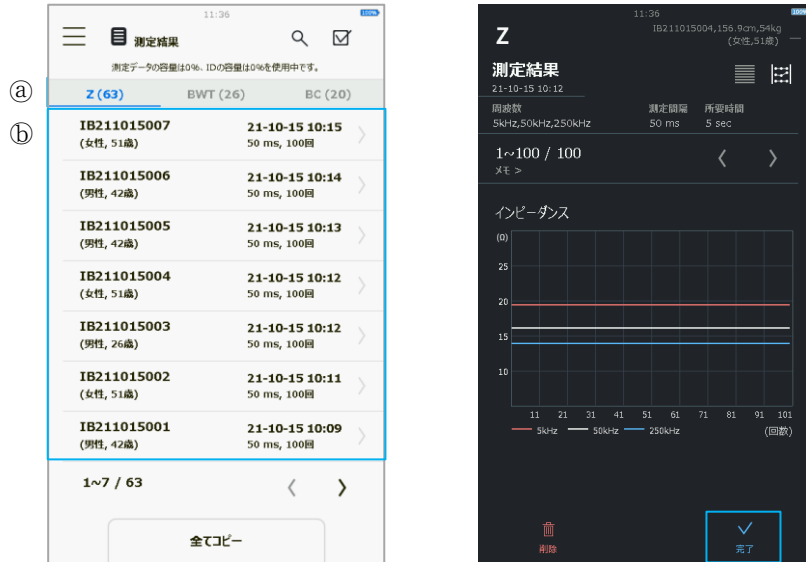 11:36
100%
測定結果
測定データの容量は0%、IDの容量は0%を使用中です。
ⓐ
Z (63) BWT (26) BC (20)
ⓑ
IB211015007 21-10-15 10:15
(女性, 51歳) 50 ms, 100回
IB211015006 21-10-15 10:14
(男性, 42歳) 50 ms, 100回
IB211015005 21-10-15 10:13
(男性, 42歳) 50 ms, 100回
IB211015004 21-10-15 10:12
(女性, 51歳) 50 ms, 100回
IB211015003 21-10-15 10:12
(男性, 26歳) 50 ms, 100回
IB211015002 21-10-15 10:11
(女性, 51歳) 50 ms, 100回
IB211015001 21-10-15 10:09
(男性, 42歳) 50 ms, 100回
1~7 / 63
全てコピー
11:36
100%
Z
IB211015004,156.9cm,54kg
(女性,51歳)
測定結果
21-10-15 10:12
周波数 測定間隔 所要時間
5kHz,50kHz,250kHz 50 ms 5 sec
1~100 / 100
メモ >
インピーダンス
(Ω)
25
20
15
10
11 21 31 41 51 61 71 81 91 101
5kHz 50kHz 250kHz (回数)
削除 完了